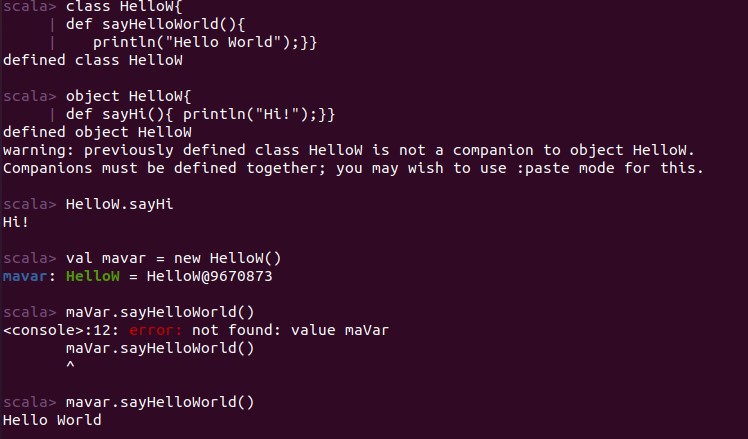 scala> class HelloW{
     | def sayHelloWorld(){
     |    println("Hello World");}}
defined class HelloW

scala> object HelloW{
     | def sayHi(){ println("Hi!");}}
defined object HelloW
warning: previously defined class HelloW is not a companion to object HelloW.
Companions must be defined together; you may wish to use :paste mode for this.

scala> HelloW.sayHi
Hi!

scala> val mavar = new HelloW()
mavar: HelloW = HelloW@9670873

scala> maVar.sayHelloWorld()
<console>:12: error: not found: value maVar
       maVar.sayHelloWorld()
       ^

scala> mavar.sayHelloWorld()
Hello World